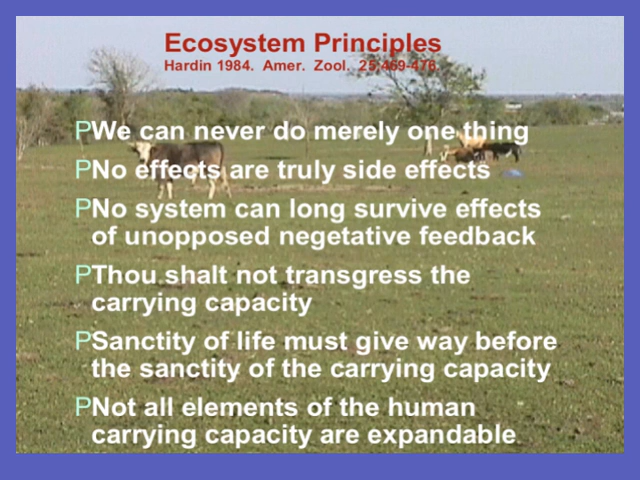 Ecosystem Principles
Hardin 1984. Amer. Zool. 25:469-476.
PWe can never do merely one thing
PNo effects are truly side effects
PNo system can long survive effects
of unopposed negetative feedback
PThou shalt not transgress the
carrying capacity
PSanctity of life must give way before
the sanctity of the carrying capacity
PNot all elements of the human
carrying capacity are expandable.